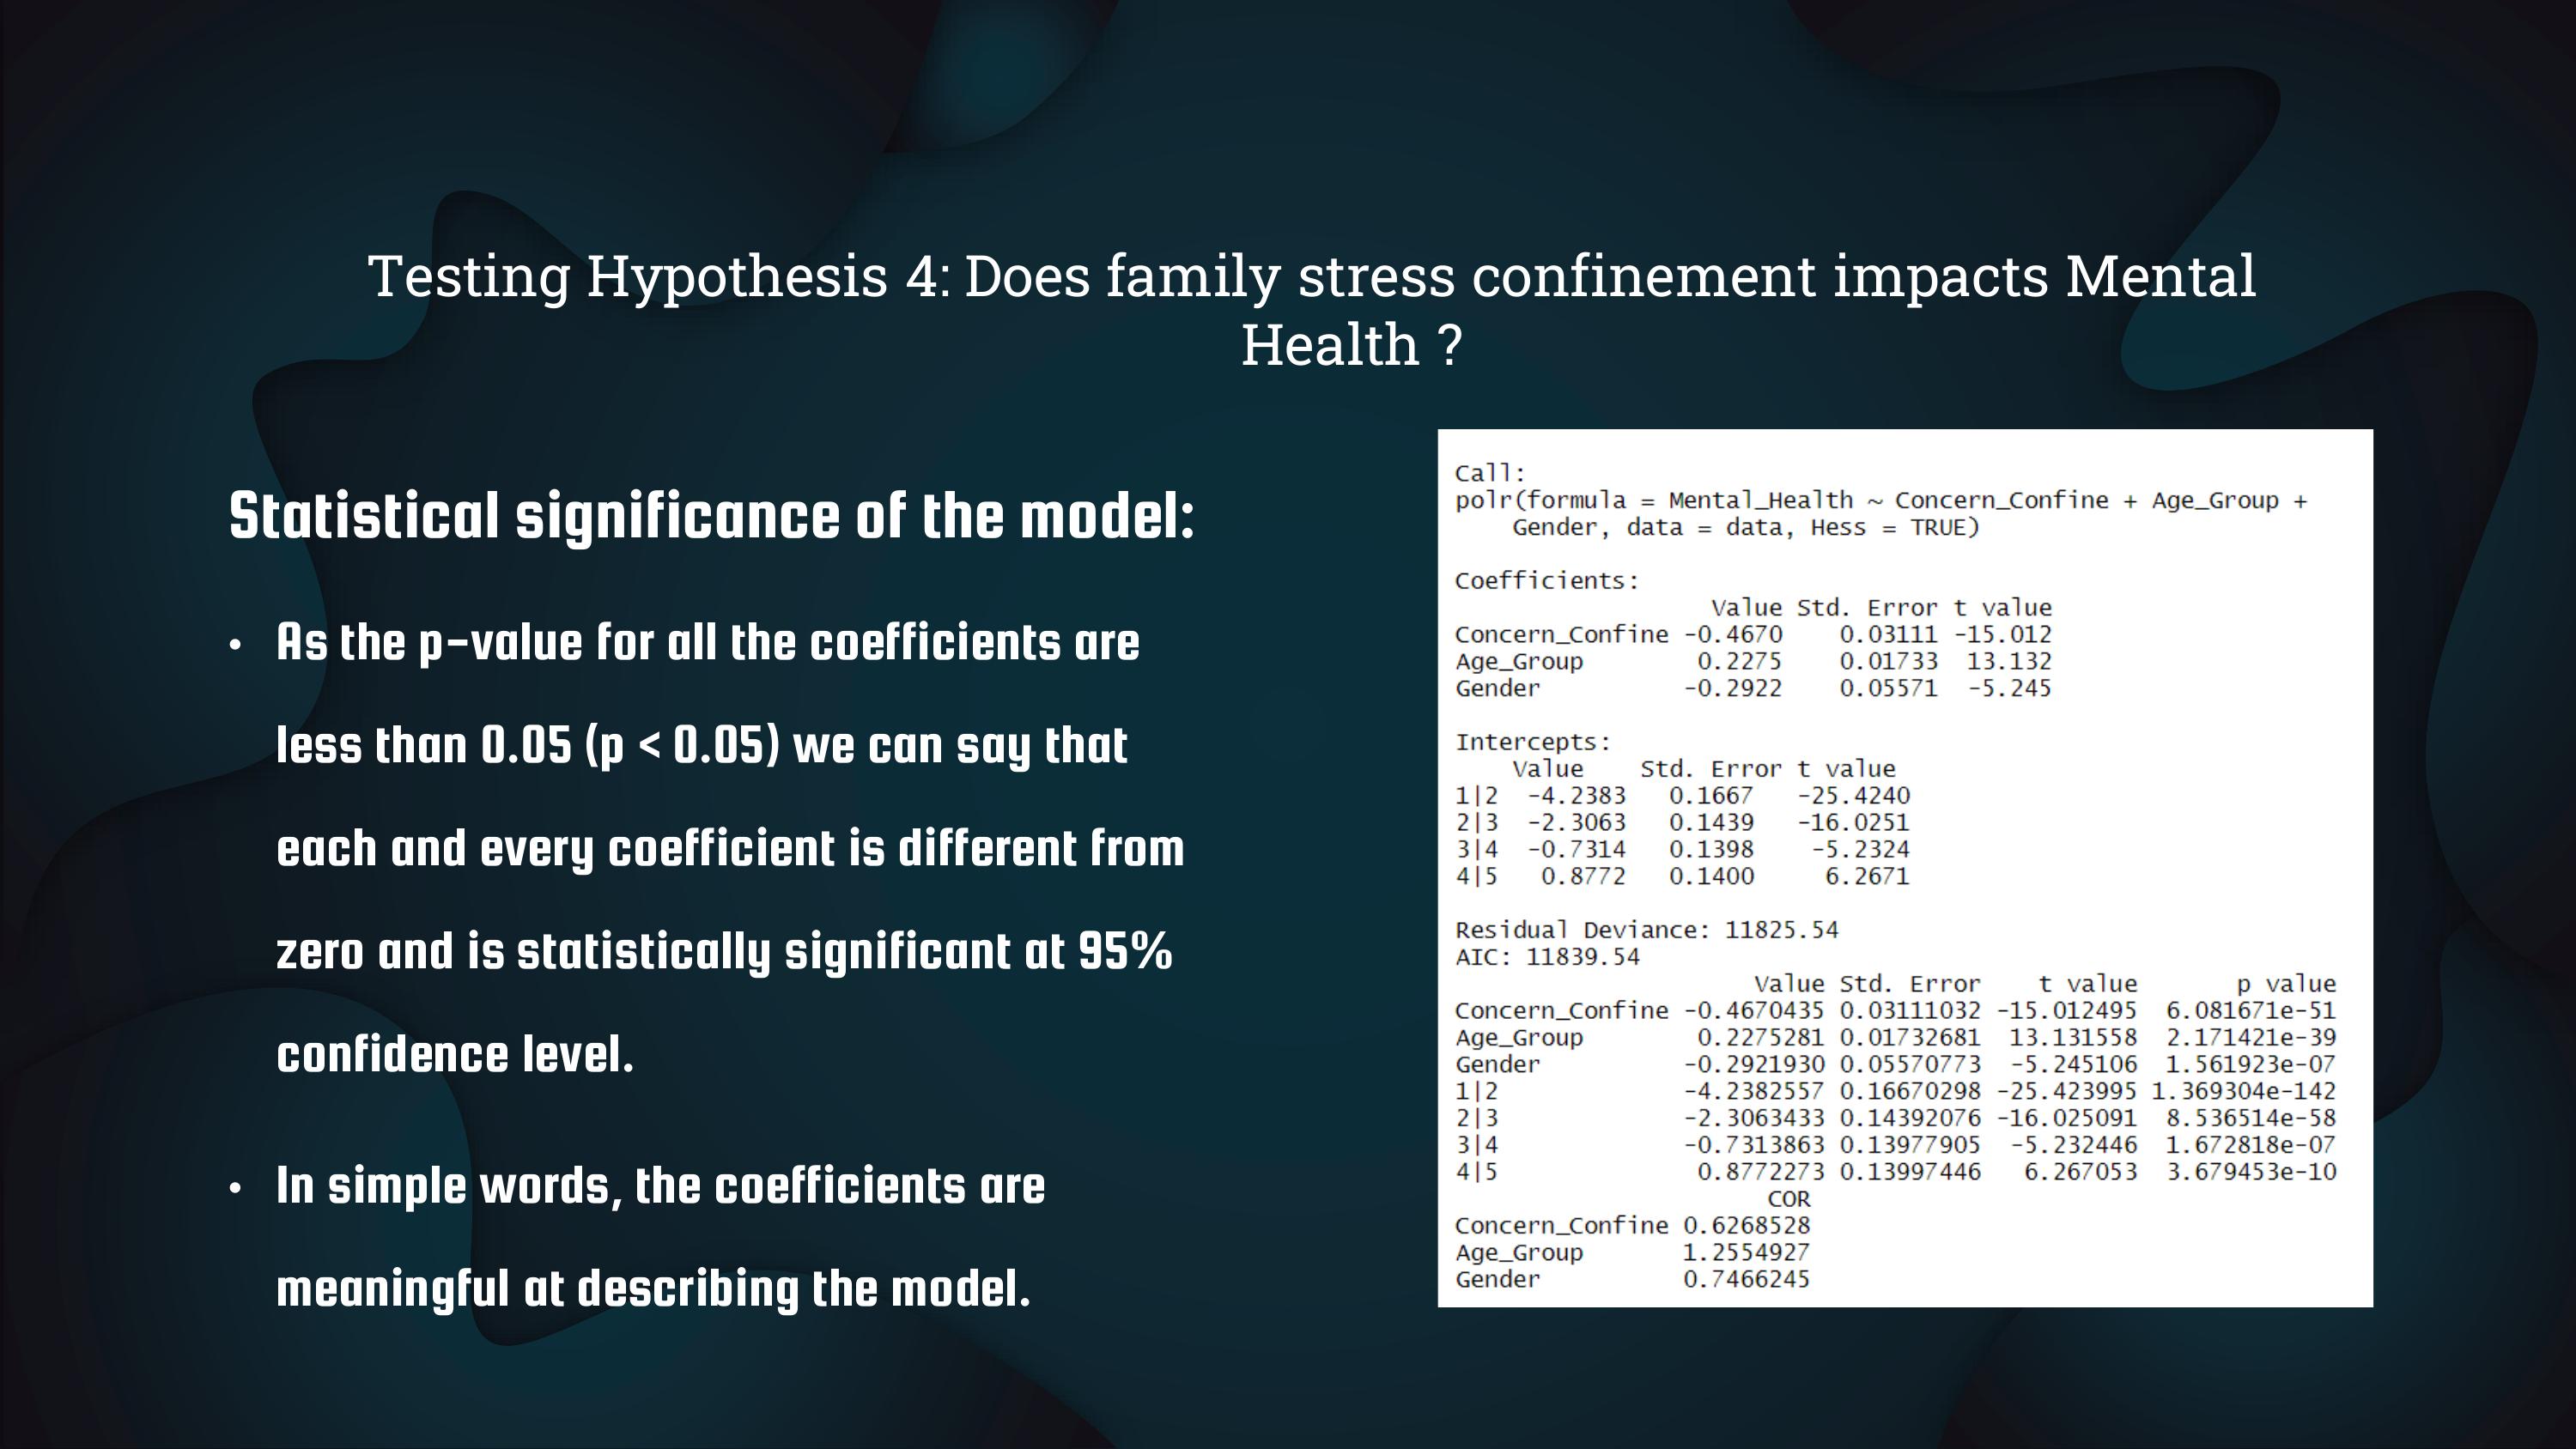 Testing Hypothesis 4: Does family stress confinement impacts Mental
Health ?
Statistical significance of the model:
• As the p-value for all the coefficients are
less than 0.05 (p < 0.05) we can say that
each and every coefficient is different from
zero and is statistically significant at 95%
confidence level.
• In simple words, the coefficients are
meaningful at describing the model.
Call:
polr(formula = Mental_Health ~ Concern_Confine + Age_Group +
    Gender, data = data, Hess = TRUE)
Coefficients:
                  Value Std. Error t value
Concern_Confine -0.4670    0.03111 -15.012
Age_Group        0.2275    0.01733  13.132
Gender          -0.2922    0.05571  -5.245
Intercepts:
    Value    Std. Error t value
1|2  -4.2383   0.1667   -25.4240
2|3  -2.3063   0.1439   -16.0251
3|4  -0.7314   0.1398    -5.2324
4|5   0.8772   0.1400     6.2671
Residual Deviance: 11825.54
AIC: 11839.54
                     Value Std. Error    t value       p value
Concern_Confine -0.4670435 0.03111032 -15.012495  6.081671e-51
Age_Group        0.2275281 0.01732681  13.131558  2.171421e-39
Gender          -0.2921930 0.05570773  -5.245106  1.561923e-07
1|2             -4.2382557 0.16670298 -25.423995 1.369304e-142
2|3             -2.3063433 0.14392076 -16.025091  8.536514e-58
3|4             -0.7313863 0.13977905  -5.232446  1.672818e-07
4|5              0.8772273 0.13997446   6.267053  3.679453e-10
                      COR
Concern_Confine 0.6268528
Age_Group       1.2554927
Gender          0.7466245